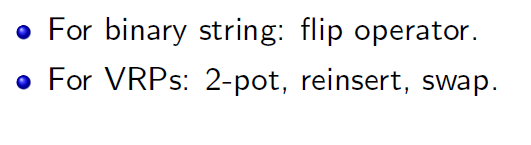 For binary string: flip operator.
For VRPs: 2-pot, reinsert, swap.